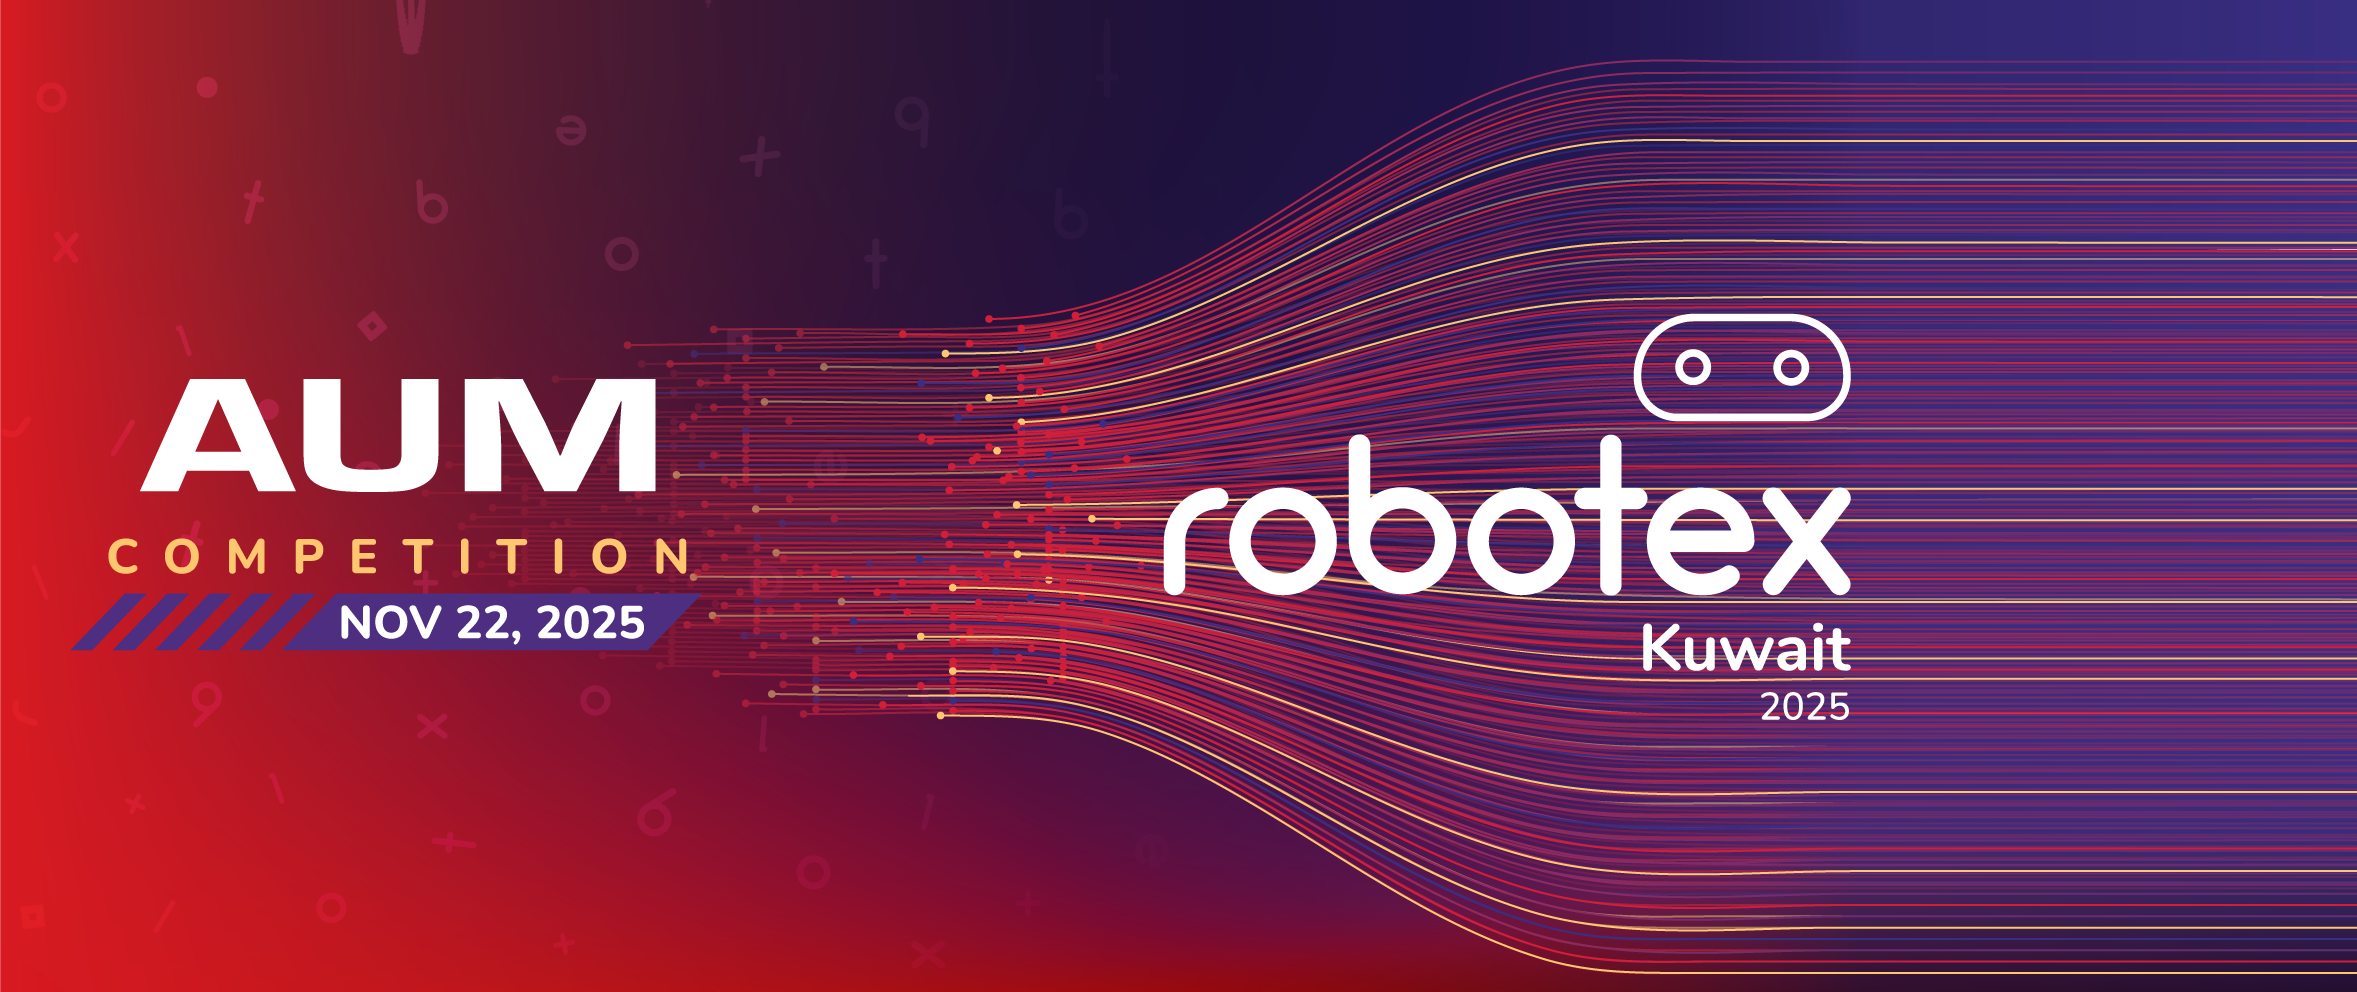 AUM
COMPETITION
NOV 22, 2025
robotex
Kuwait
2025